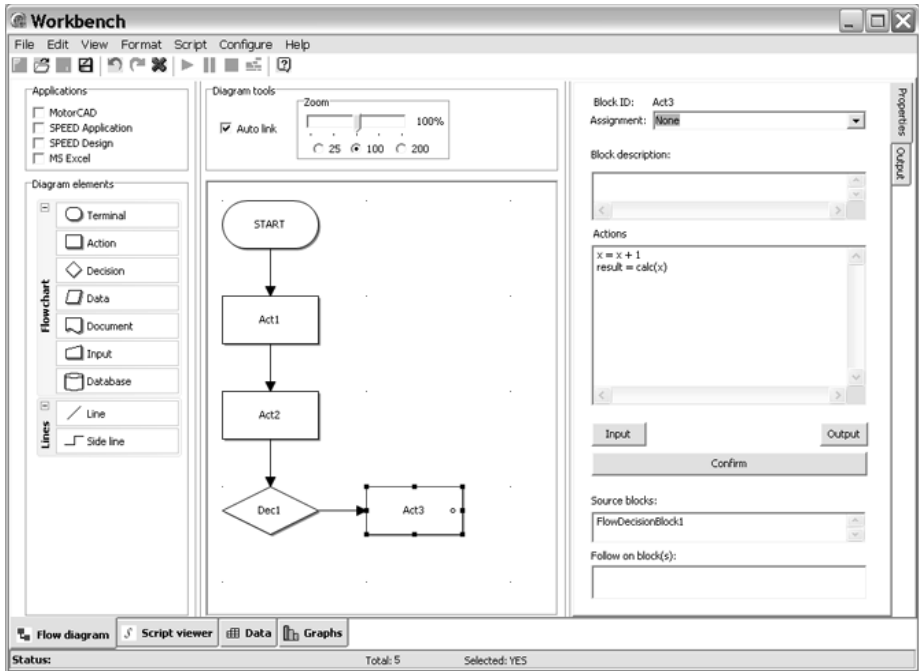 Workbench
File Edit View Format Script Configure Help
Applications
MotorCAD
SPEED Application
SPEED Design
MS Excel
Diagram tools
Auto link
Zoom
100%
25 100 200
Diagram elements
Flowchart
Terminal
Action
Decision
Data
Document
Input
Database
Lines
Line
Side line
START
Act1
Act2
Dec1
Act3
Block ID: Act3
Assignment: None
Block description:
Actions
x = x + 1
result = calc(x)
Input
Output
Confirm
Source blocks:
FlowDecisionBlock1
Follow on block(s):
Properties
Output
Flow diagram
Script viewer
Data
Graphs
Status:
Total: 5
Selected: YES